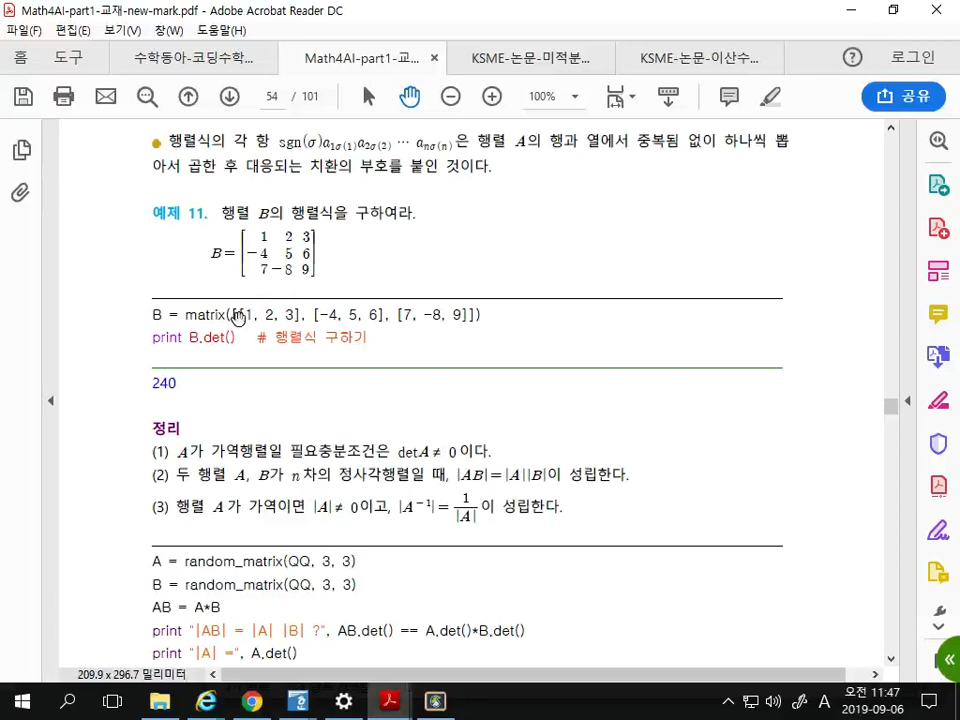 Math4AI-part1-교재-new-mark.pdf - Adobe Acrobat Reader DC
파일(F) 편집(E) 보기(V) 창(W) 도움말(H)
홈 도구 수학동아-코딩수학... Math4AI-part1-교... × KSME-논문-미적분... KSME-논문-이산수... 로그인
54 / 101 100% 공유
● 행렬식의 각 항 sgn(σ)a₁σ(1)a₂σ(2) ⋯ aₙσ(n)은 행렬 A의 행과 열에서 중복됨 없이 하나씩 뽑
아서 곱한 후 대응되는 치환의 부호를 붙인 것이다.
예제 11. 행렬 B의 행렬식을 구하여라.
B = [1 2 3
-4 5 6
7 -8 9]
B = matrix([[1, 2, 3], [-4, 5, 6], [7, -8, 9]])
print B.det() # 행렬식 구하기
240
정리
(1) A가 가역행렬일 필요충분조건은 detA ≠ 0이다.
(2) 두 행렬 A, B가 n차의 정사각행렬일 때, |AB| = |A||B|이 성립한다.
(3) 행렬 A가 가역이면 |A| ≠ 0이고, |A⁻¹| = 1/|A| 이 성립한다.
A = random_matrix(QQ, 3, 3)
B = random_matrix(QQ, 3, 3)
AB = A*B
print "|AB| = |A| |B| ?", AB.det() == A.det()*B.det()
print "|A| =", A.det()
209.9 x 296.7 밀리미터
A 오전 11:47
2019-09-06